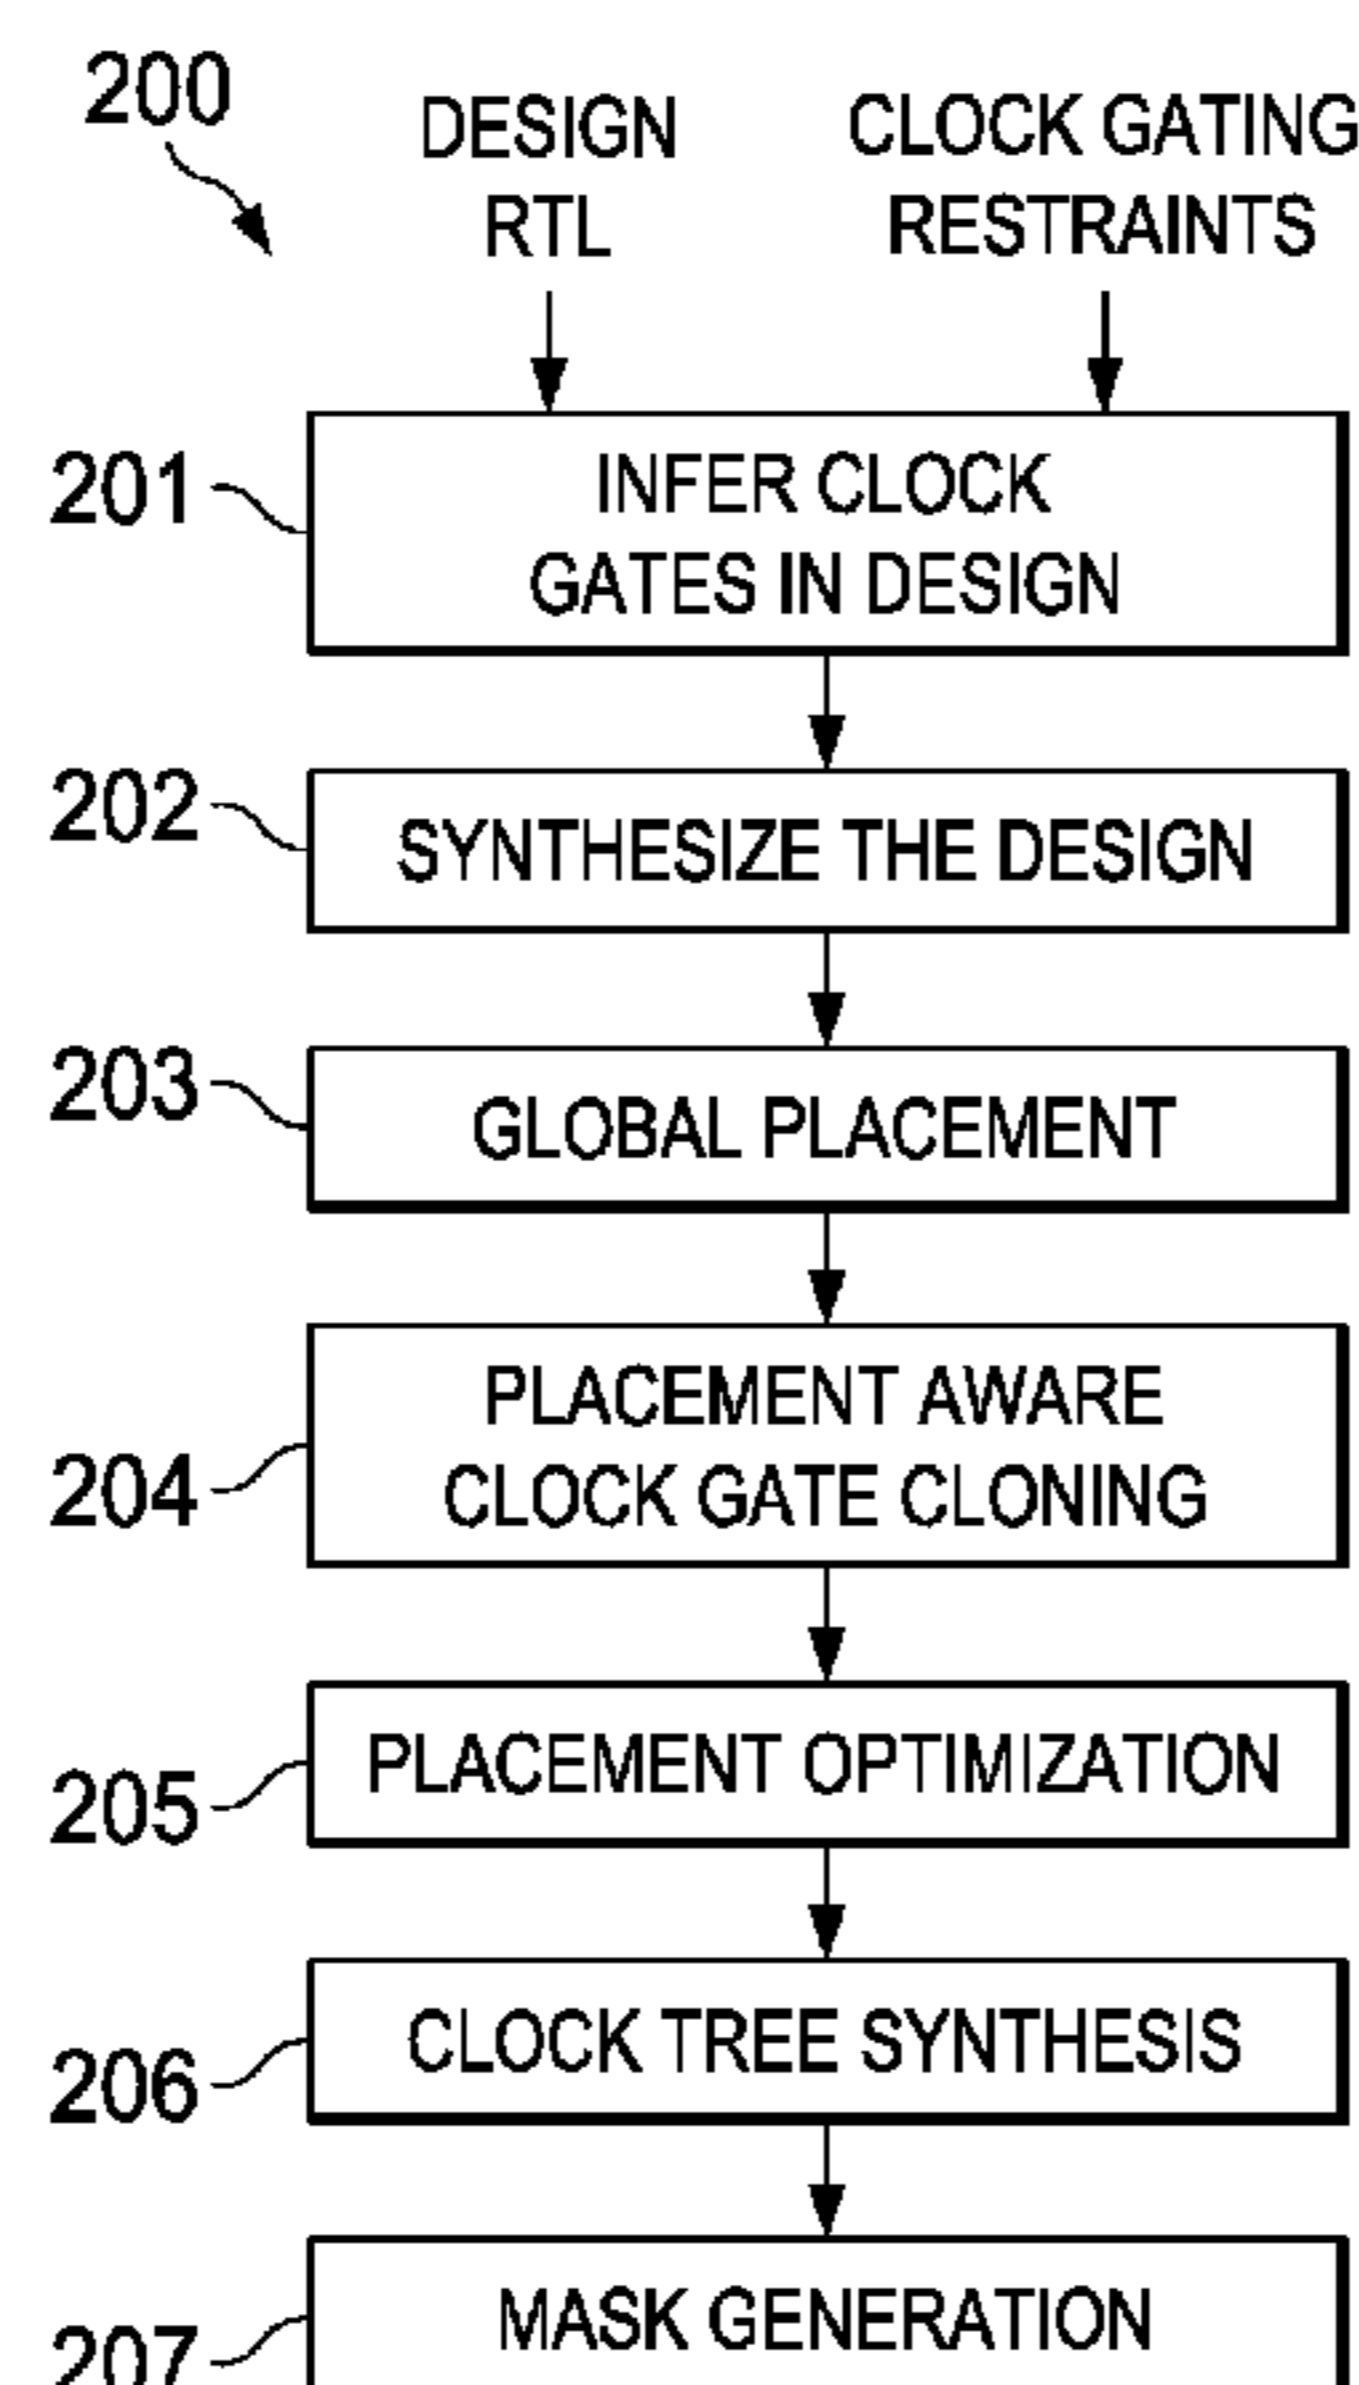 200
DESIGN
RTL
CLOCK GATING
RESTRAINTS
201
INFER CLOCK
GATES IN DESIGN
202
SYNTHESIZE THE DESIGN
203
GLOBAL PLACEMENT
204
PLACEMENT AWARE
CLOCK GATE CLONING
205
PLACEMENT OPTIMIZATION
206
CLOCK TREE SYNTHESIS
207
MASK GENERATION